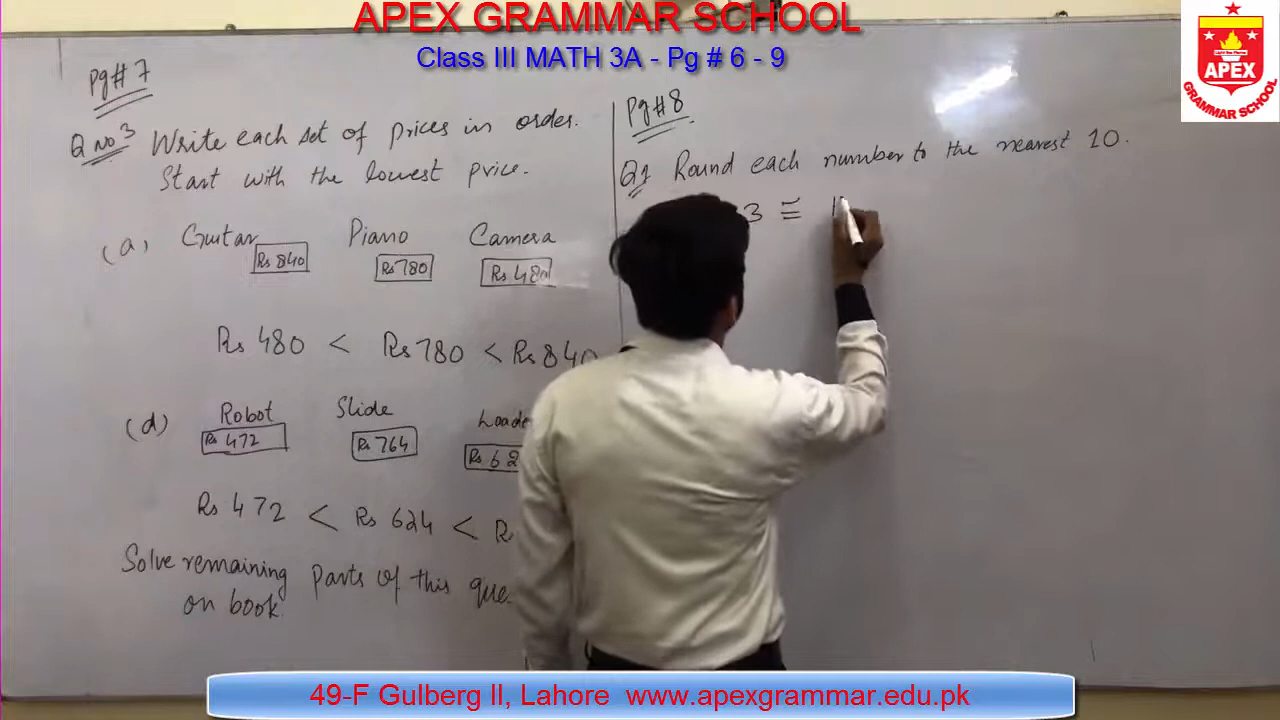 APEX GRAMMAR SCHOOL
Class III MATH 3A - Pg # 6 - 9
APEX
GRAMMAR SCHOOL
Pg# 7
Q no 3 Write each set of prices in order.
Start with the lowest price.
(a) Guitar Piano Camera
Rs 840 Rs 780 Rs 480
Rs 480 < Rs 780 < Rs 840
(d) Robot Slide
Rs 472 Rs 764 Rs 62
Rs 472 < Rs 624 < R
Solve remaining parts of this que
on book.
Pg# 8
Q1 Round each number to the nearest 10.
3 ≅
49-F Gulberg II, Lahore www.apexgrammar.edu.pk